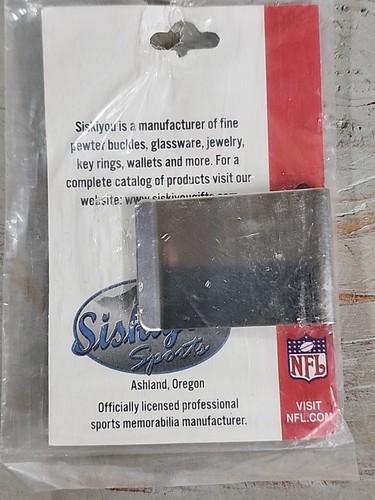 Siskiyou is a manufacturer of fine
pewter buckles, glassware, jewelry,
key rings, wallets and more. For a
complete catalog of products visit our
website:
Sports
Ashland, Oregon
Officially licensed professional
sports memorabilia manufacturer.
NFL
VISIT
NFL.COM